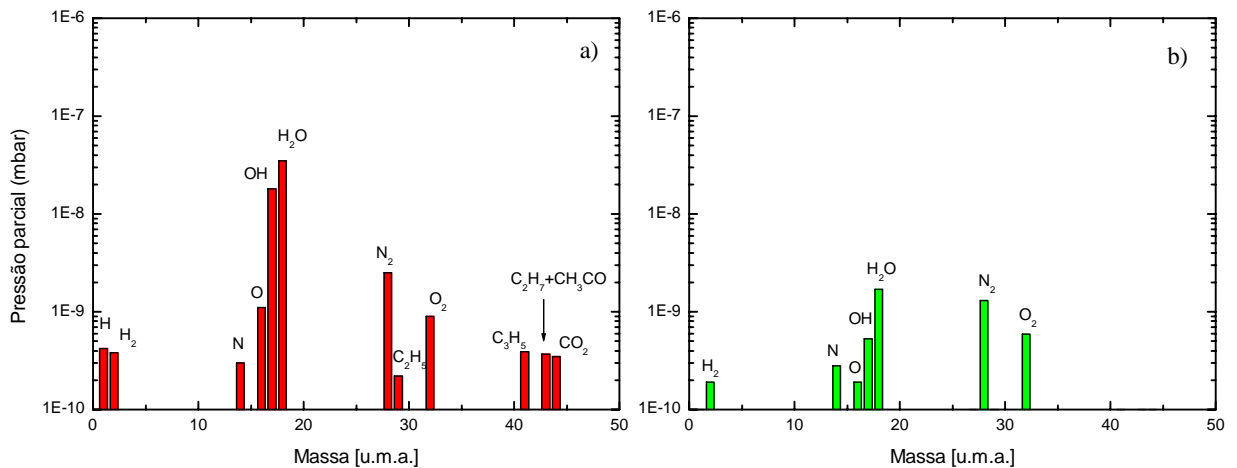 a)
1E-6
1E-7
1E-8
1E-9
1E-10
Pressão parcial (mbar)
H
H2
N
O
OH
H2O
N2
C2H5
O2
C3H5
C2H7+CH3CO
CO2
0 10 20 30 40 50
Massa [u.m.a.]
b)
1E-6
1E-7
1E-8
1E-9
1E-10
H2
N
O
OH
H2O
N2
O2
0 10 20 30 40 50
Massa [u.m.a.]